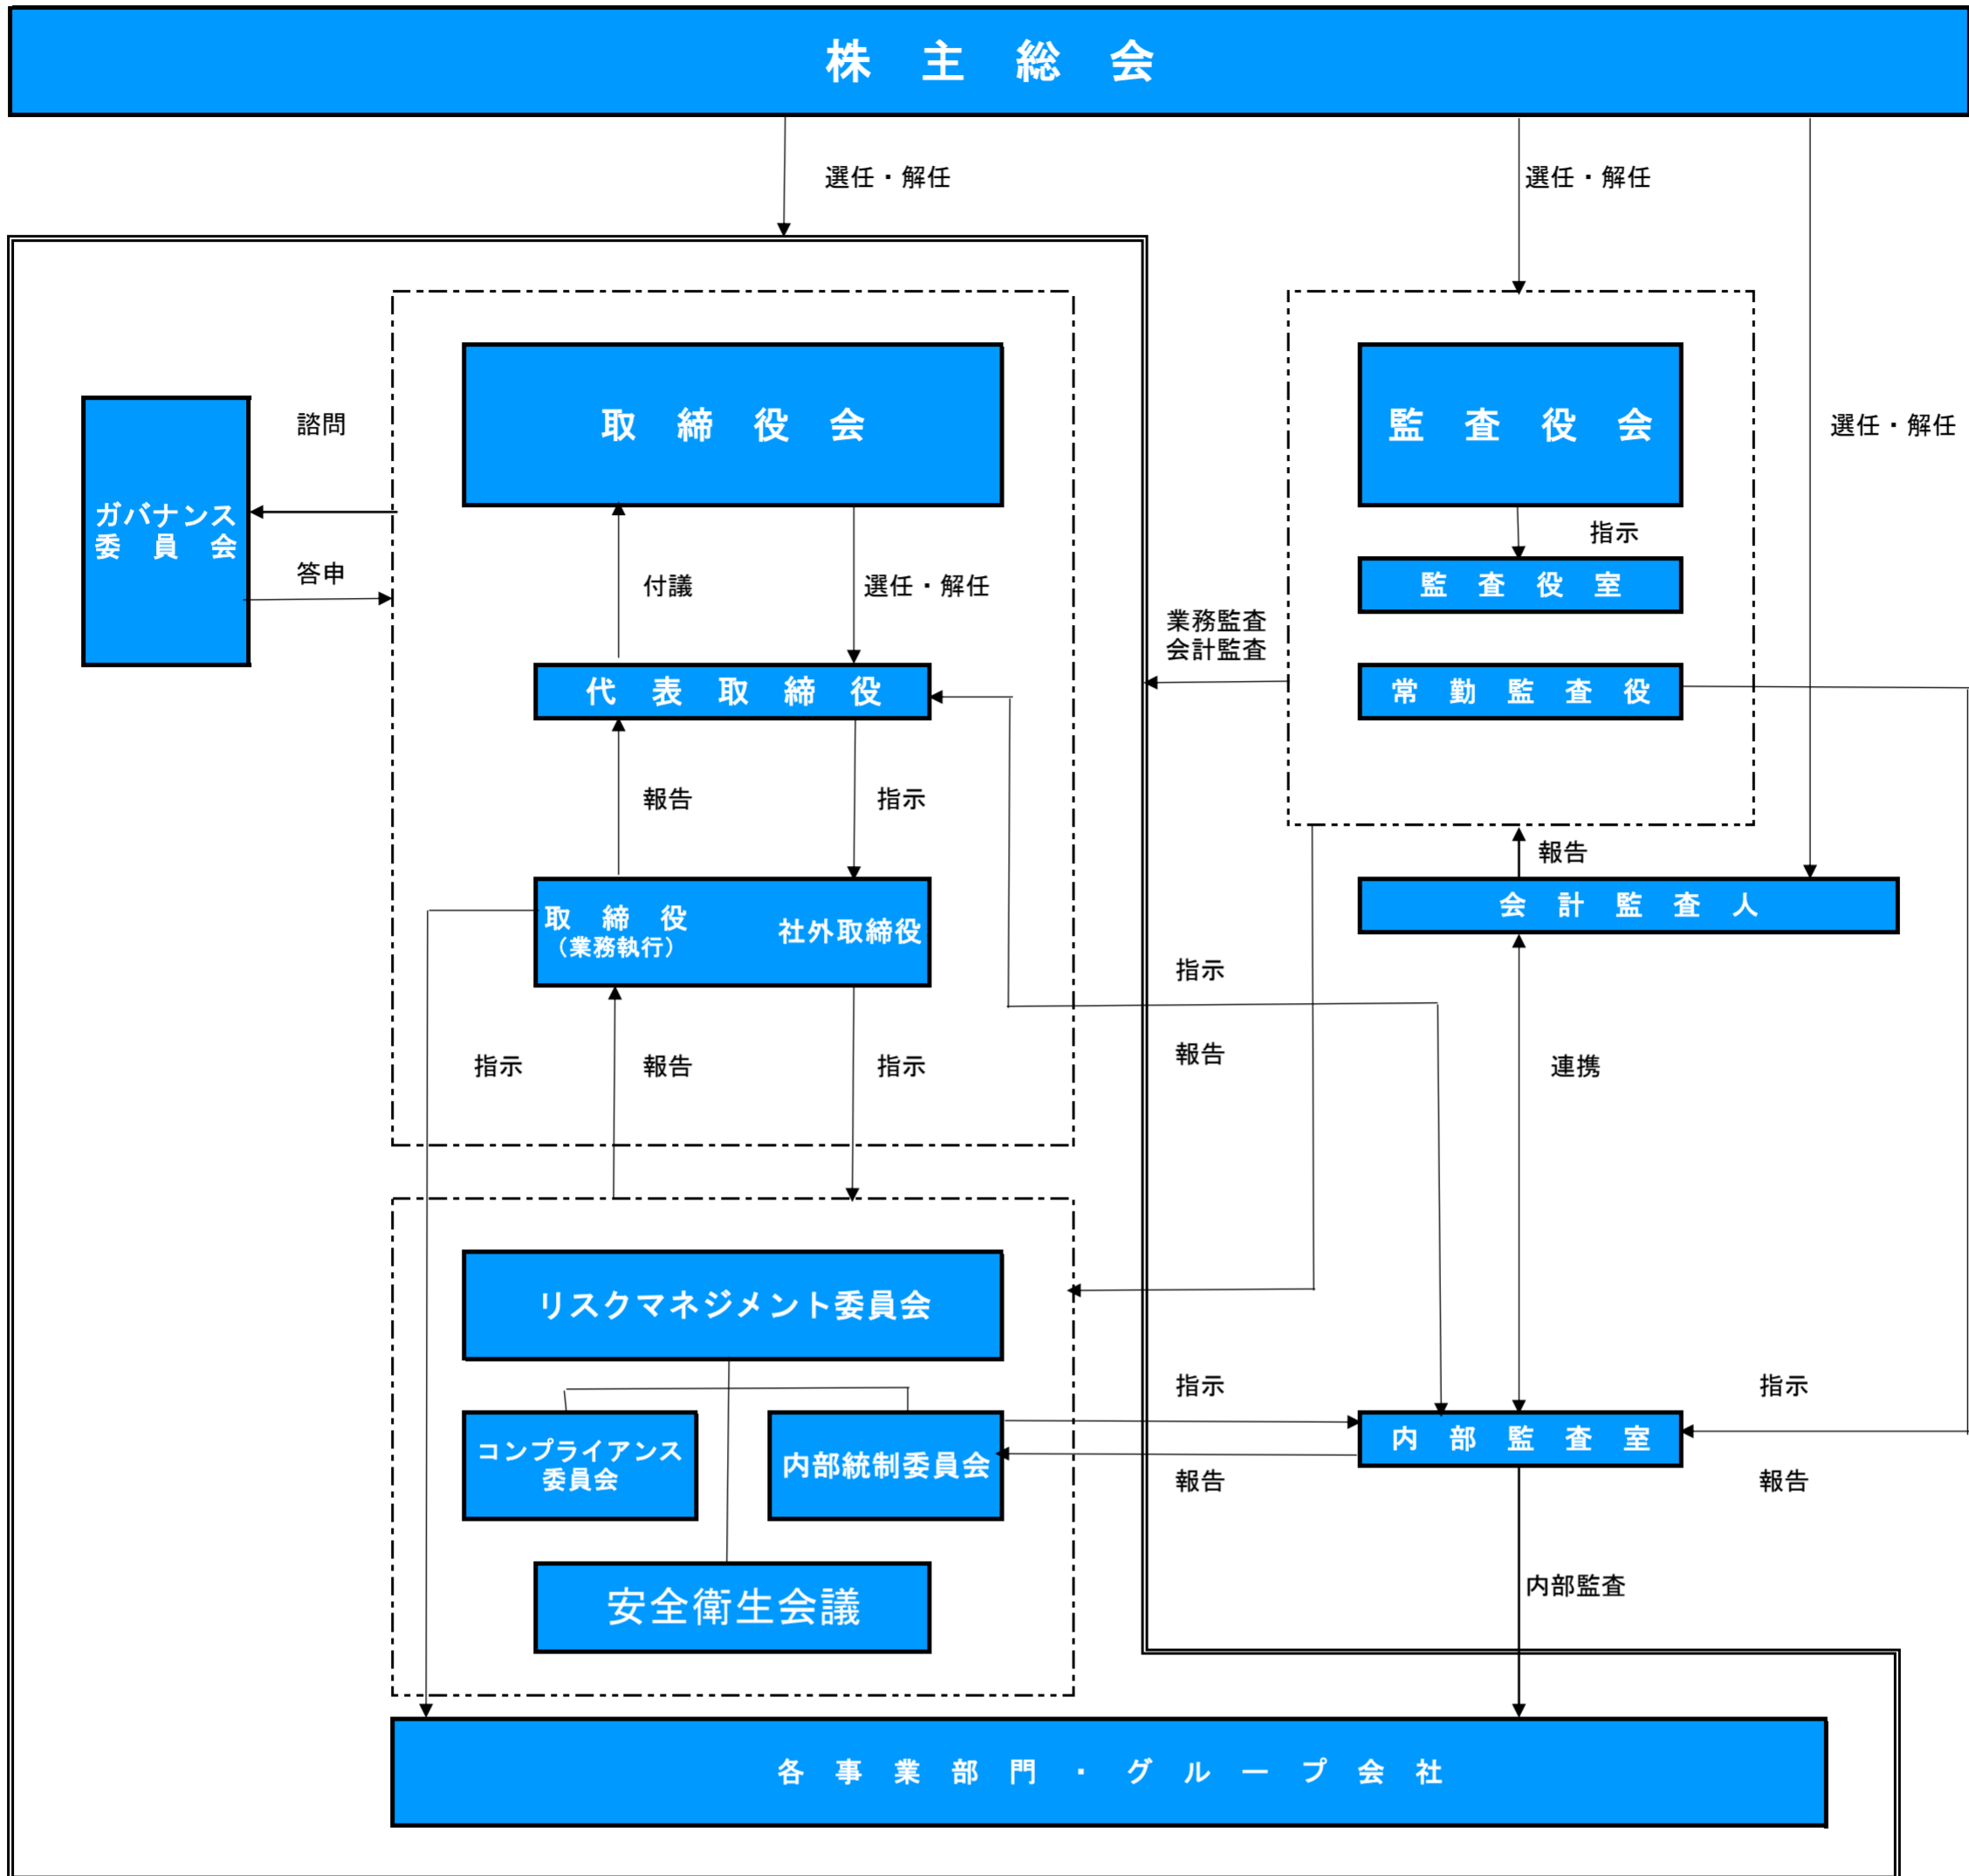 株　主　総　会
選任・解任
選任・解任
取　締　役　会
監　査　役　会
諮問
選任・解任
ガバナンス
委　員　会
指示
答申
付議
選任・解任
監　査　役　室
業務監査
会計監査
代　表　取　締　役
常　勤　監　査　役
報告
指示
報告
取　締　役
（業務執行）
社外取締役
会　計　監　査　人
指示
報告
指示
報告
指示
連携
リスクマネジメント委員会
指示
指示
コンプライアンス
委員会
内部統制委員会
内　部　監　査　室
報告
報告
内部監査
安全衛生会議
各　事　業　部　門　・　グ　ル　ー　プ　会　社